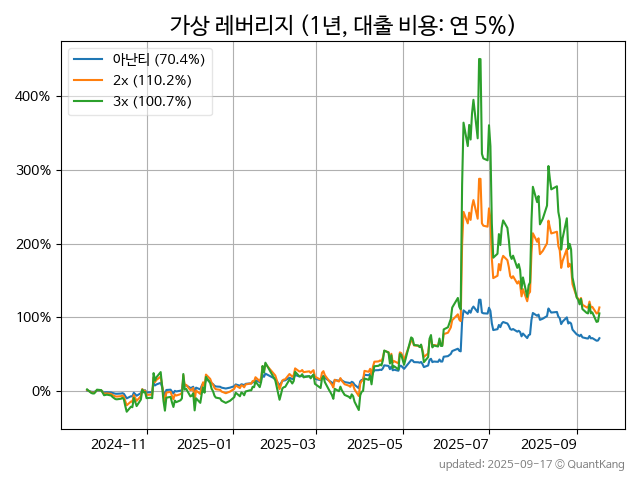 가상 레버리지 (1년, 대출 비용: 연 5%)
아난티 (70.4%)
2x (110.2%)
3x (100.7%)
400%
300%
200%
100%
0%
2024-11
2025-01
2025-03
2025-05
2025-07
2025-09
updated: 2025-09-17 © QuantKang